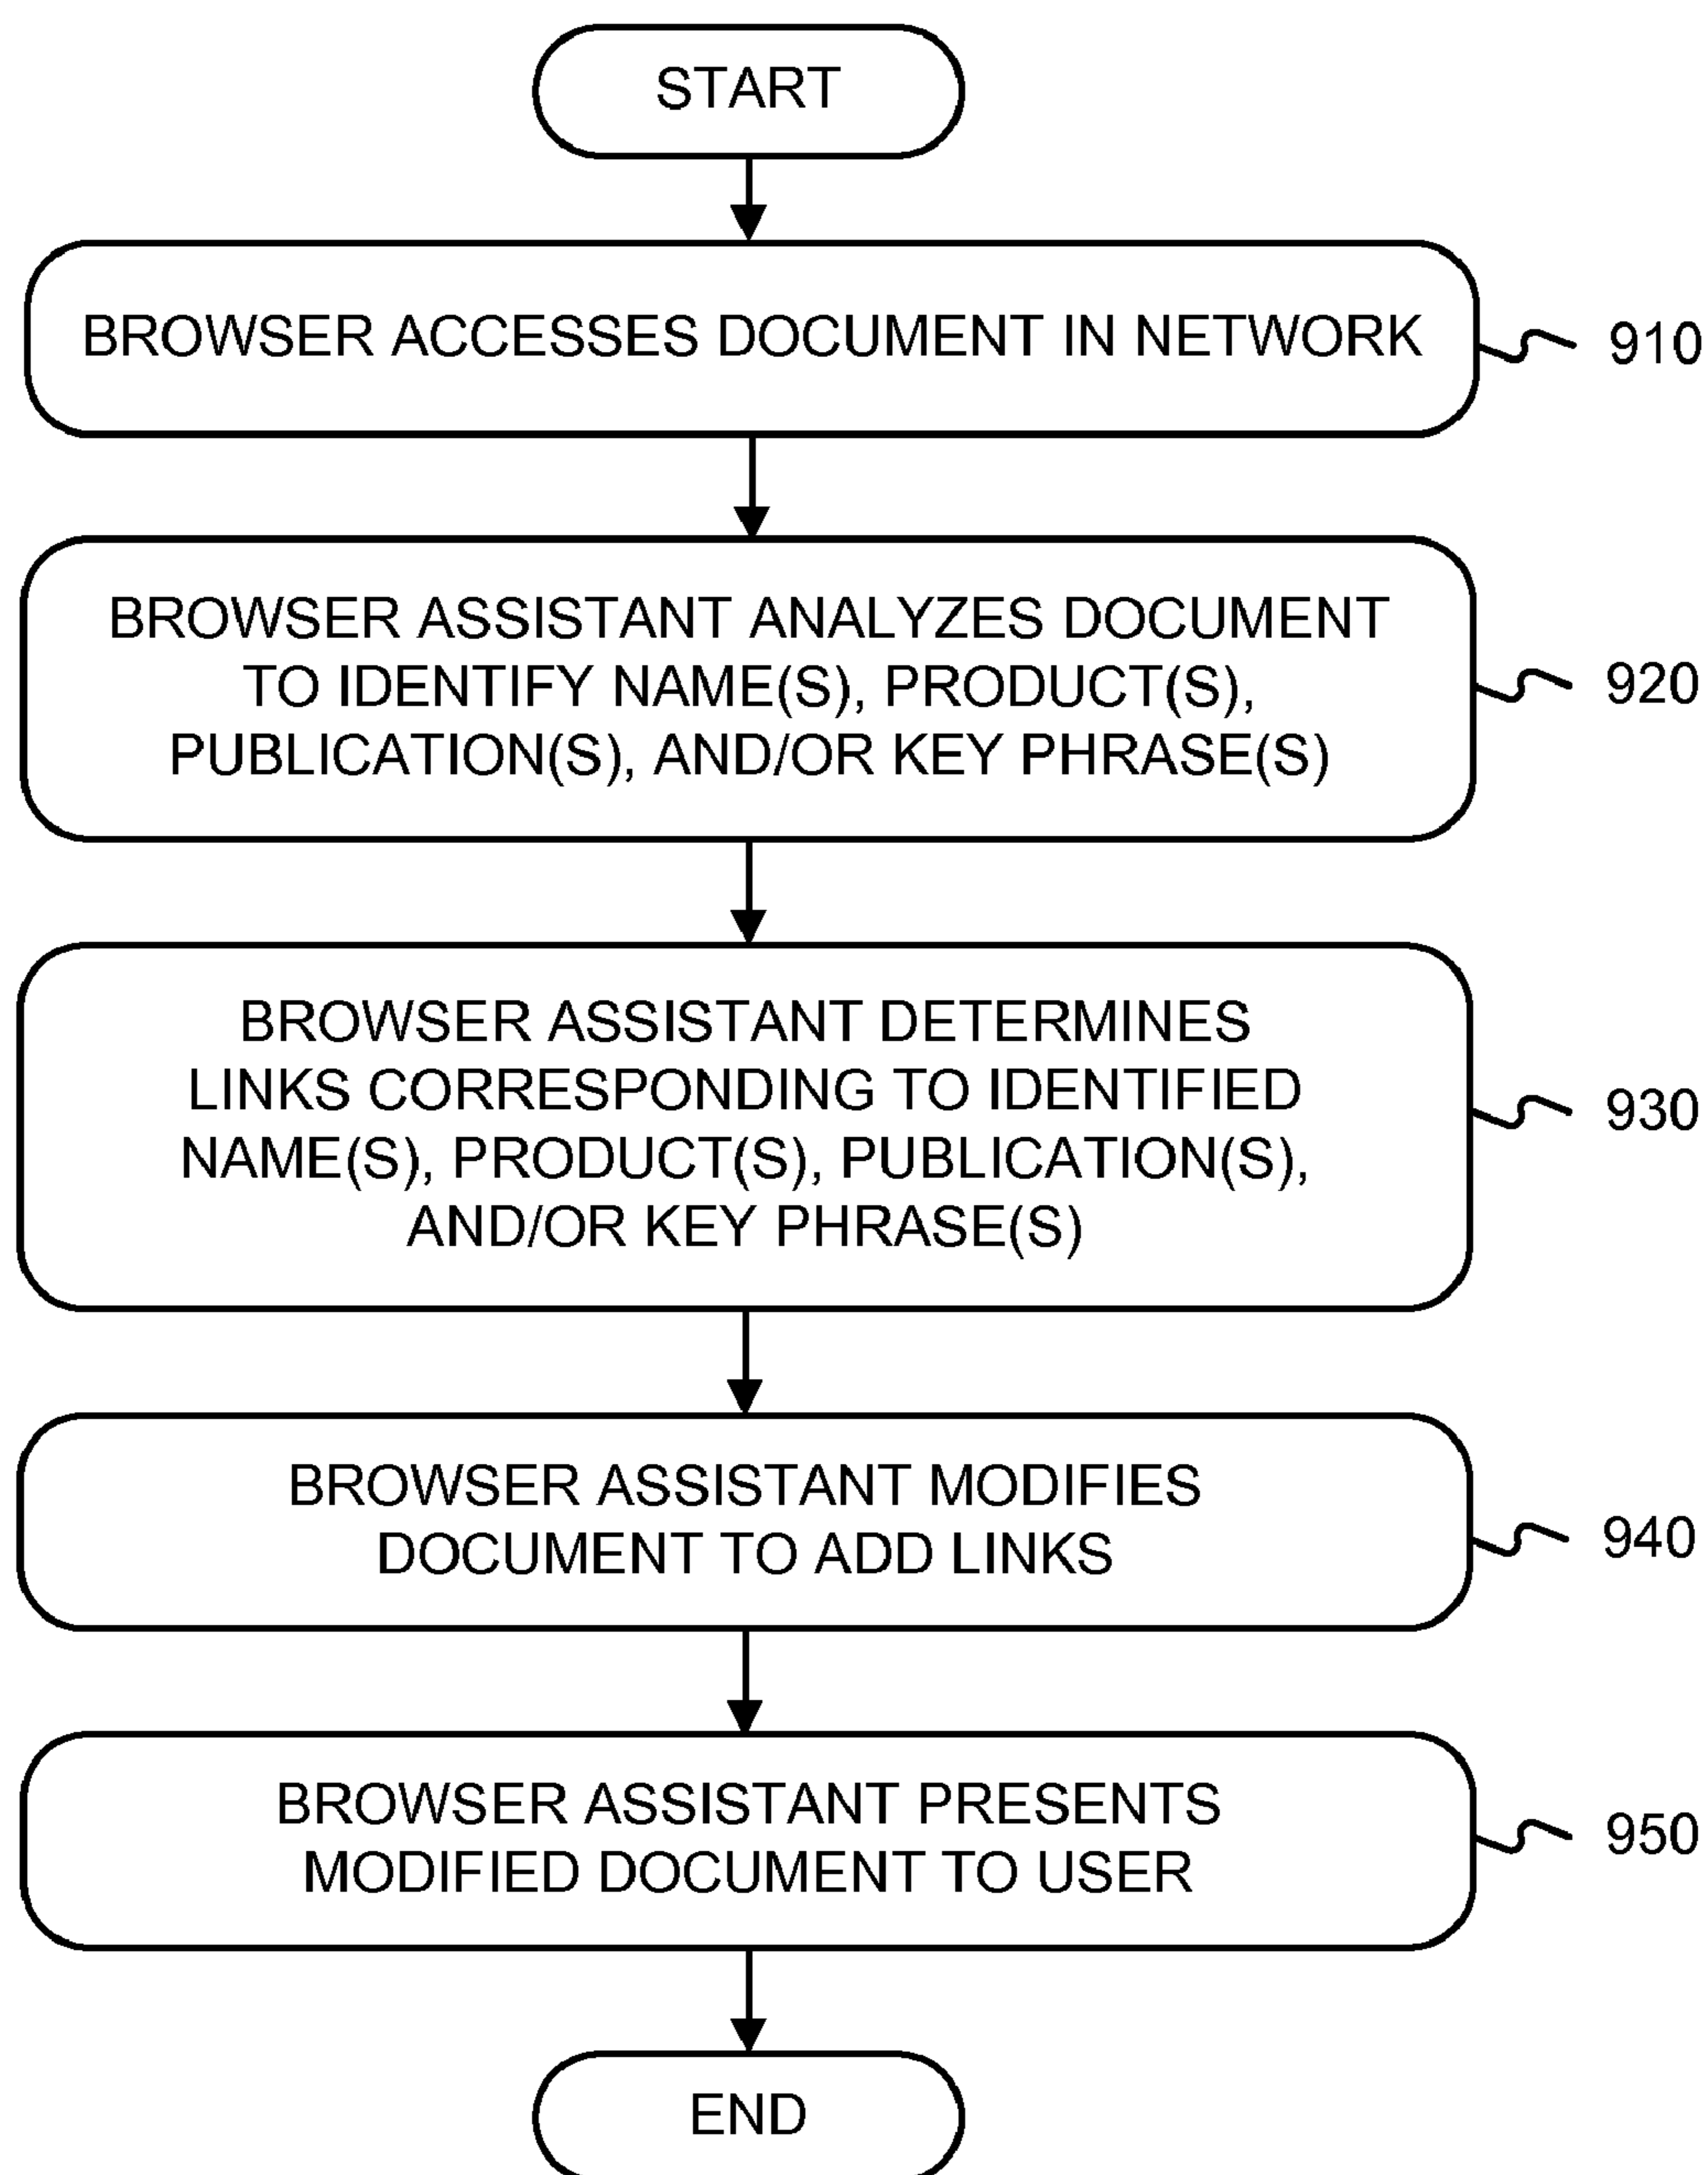 START
BROWSER ACCESSES DOCUMENT IN NETWORK
910
BROWSER ASSISTANT ANALYZES DOCUMENT
TO IDENTIFY NAME(S), PRODUCT(S),
PUBLICATION(S), AND/OR KEY PHRASE(S)
920
BROWSER ASSISTANT DETERMINES
LINKS CORRESPONDING TO IDENTIFIED
NAME(S), PRODUCT(S), PUBLICATION(S),
AND/OR KEY PHRASE(S)
930
BROWSER ASSISTANT MODIFIES
DOCUMENT TO ADD LINKS
940
BROWSER ASSISTANT PRESENTS
MODIFIED DOCUMENT TO USER
950
END